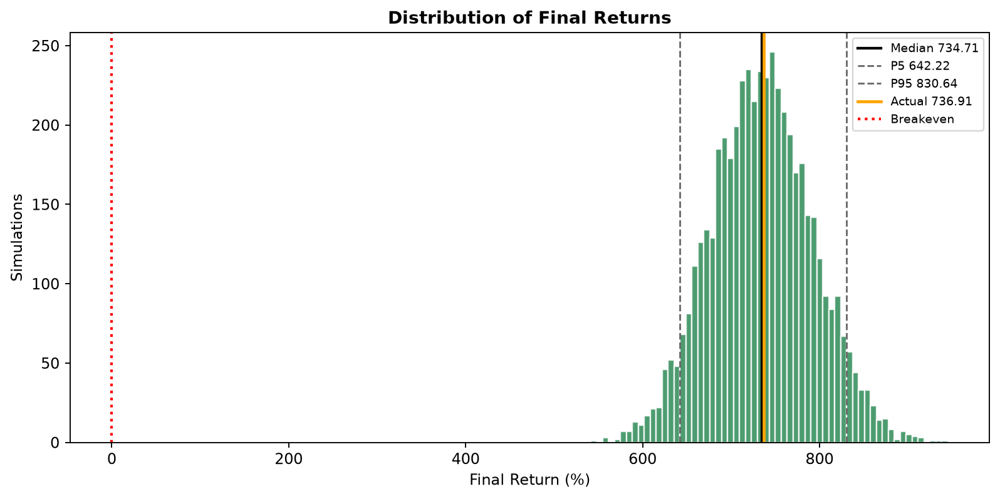 Distribution of Final Returns
Simulations
250
200
150
100
50
0
0
200
400
600
800
Final Return (%)
Median 734.71
P5 642.22
P95 830.64
Actual 736.91
Breakeven